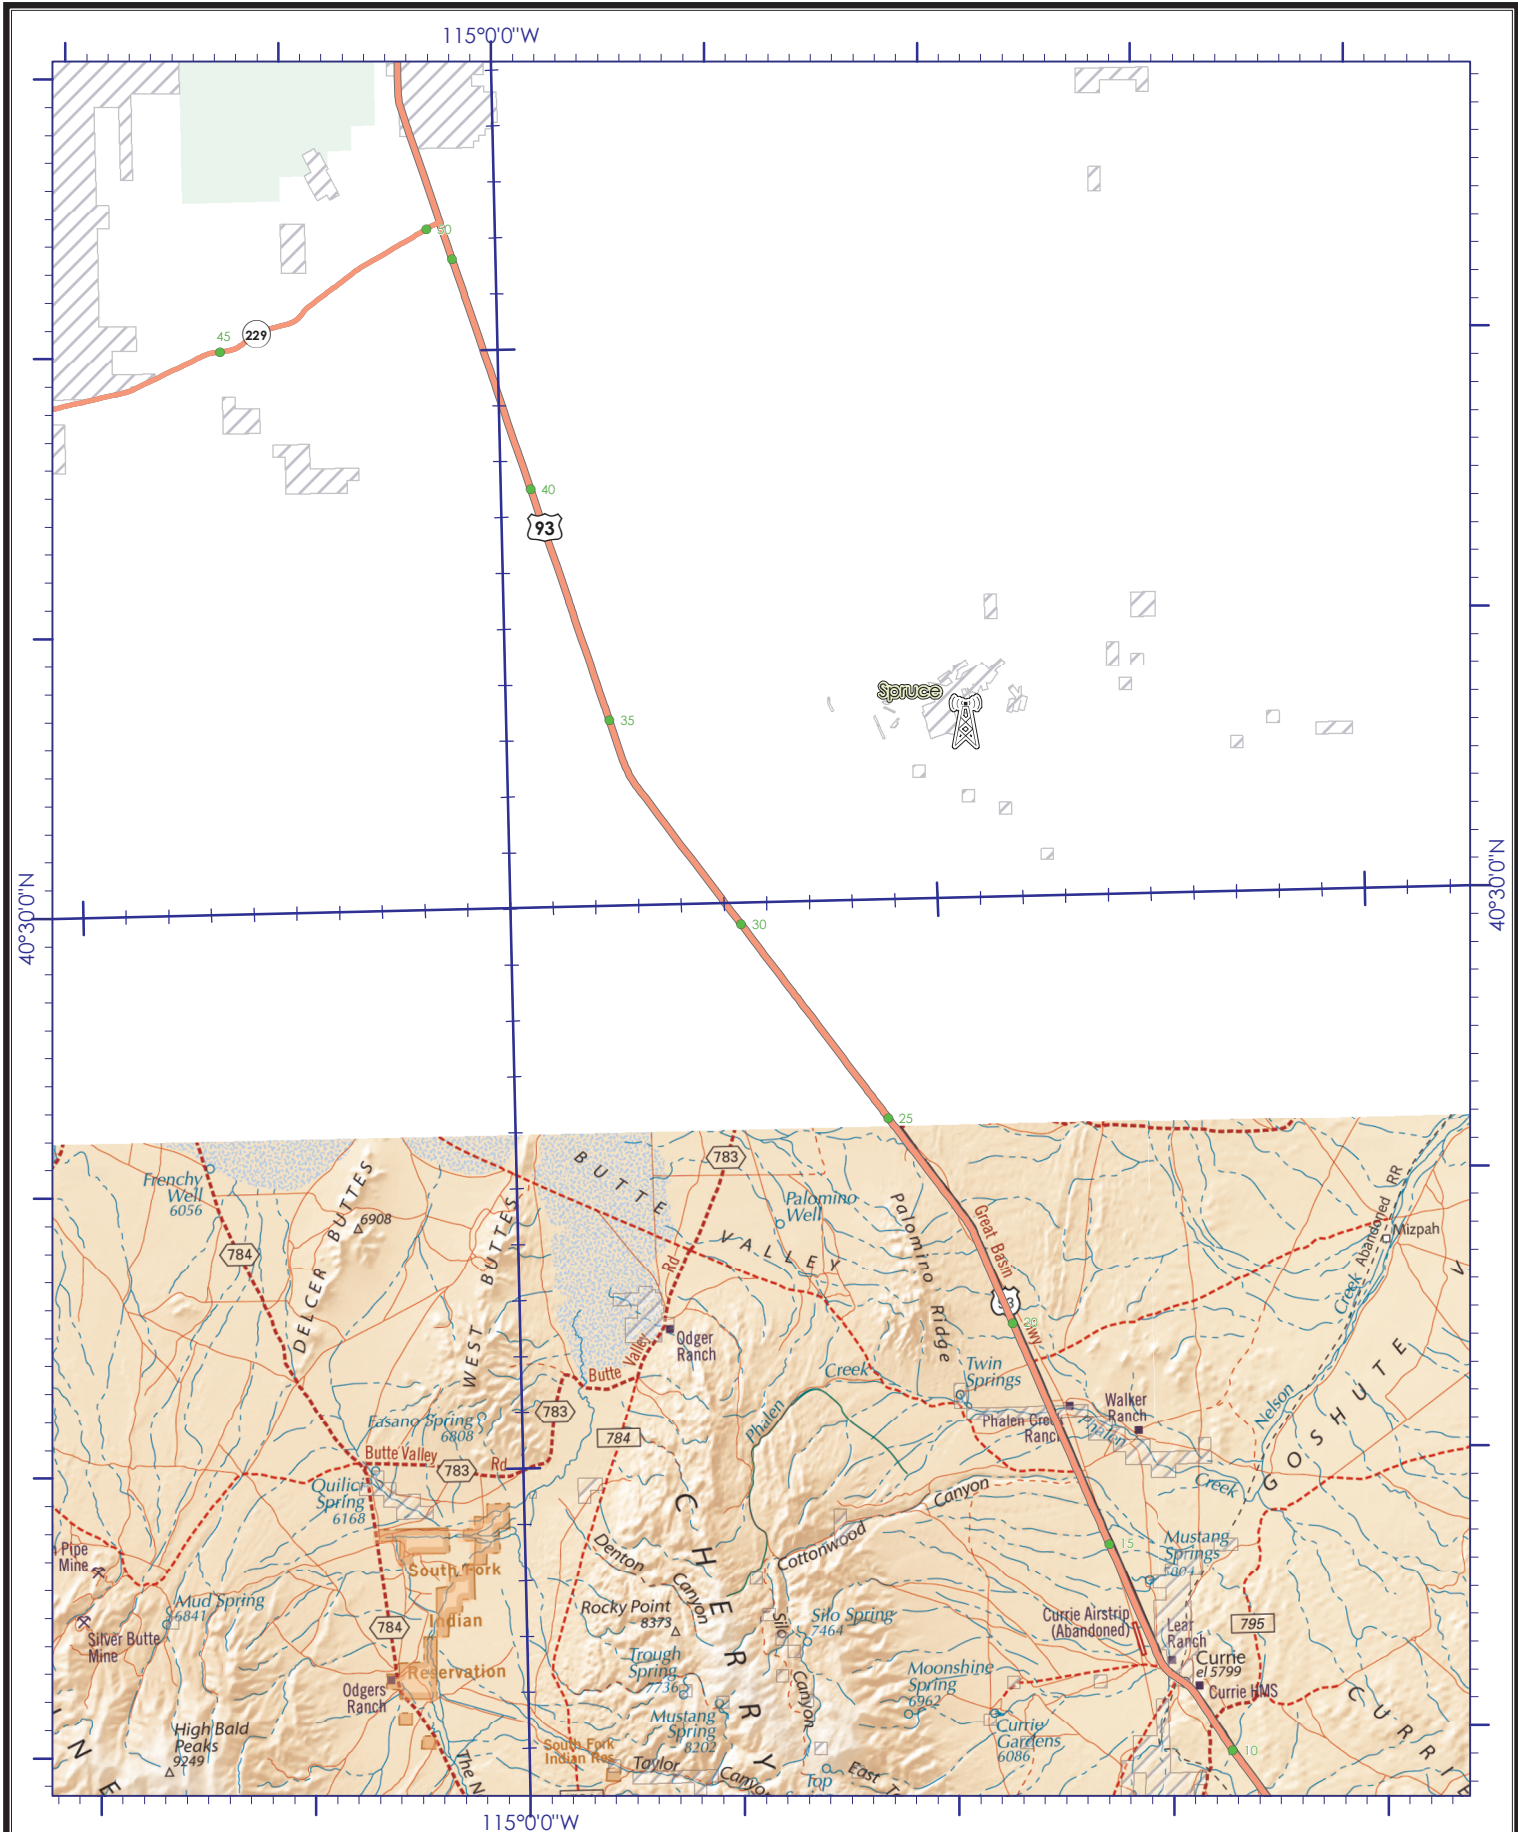 115°0'0"W
50
45
229
40
93
Spruce
35
40°30'0"N
40°30'0"N
30
25
BUTTE
783
Frenchy
Well
6056
Palomino
Well
6908
784
DELCER BUTTES
WEST BUTTES
VALLEY
Palomino
Ridge
Great Basin
Hwy
20
Abandoned RR
Mizpah
Creek
Rd
Odger
Ranch
Butte Valley
Creek
Twin
Springs
Walker
Ranch
Nelson
GOSHUTE
V
Phalen Creek
Ranch
Phalen
Creek
Phalen
Fasano Spring
6808
783
784
Butte Valley
783
Rd
Quilici
Spring
6168
Canyon
Cottonwood
15
Mustang
Springs
Pipe
Mine
South Fork
Indian
Reservation
Denton
Canyon
CHERRY
Mud Spring
6841
Silver Butte
Mine
784
Rocky Point
8373
Silo Spring
7464
Silo
Canyon
Currie Airstrip
(Abandoned)
Lear
Ranch
795
Currie
el 5799
Currie HMS
Trough
Spring
7736
Moonshine
Spring
6962
Odgers
Ranch
Mustang
Spring
8202
Currie
Gardens
6086
CURRIE
10
High Bald
Peaks
9249
South Fork
Indian Res
Taylor
Canyon
Top
East T
The N
N
E
115°0'0"W